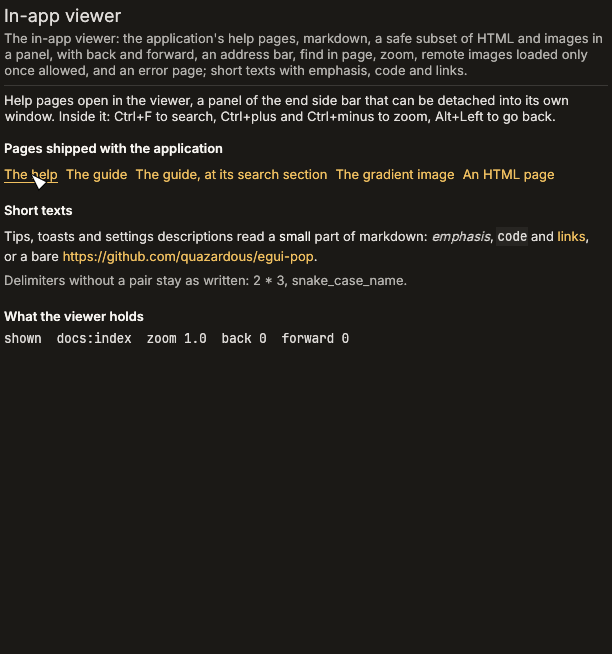 In-app viewer
The in-app viewer: the application's help pages, markdown, a safe subset of HTML and images in
a panel, with back and forward, an address bar, find in page, zoom, remote images loaded only
once allowed, and an error page; short texts with emphasis, code and links.
Help pages open in the viewer, a panel of the end side bar that can be detached into its own
window. Inside it: Ctrl+F to search, Ctrl+plus and Ctrl+minus to zoom, Alt+Left to go back.
Pages shipped with the application
The help The guide The guide, at its search section The gradient image An HTML page
Short texts
Tips, toasts and settings descriptions read a small part of markdown: emphasis, code and links,
or a bare https://github.com/quazardous/egui-pop.
Delimiters without a pair stay as written: 2 * 3, snake_case_name.
What the viewer holds
shown docs:index zoom 1.0 back 0 forward 0